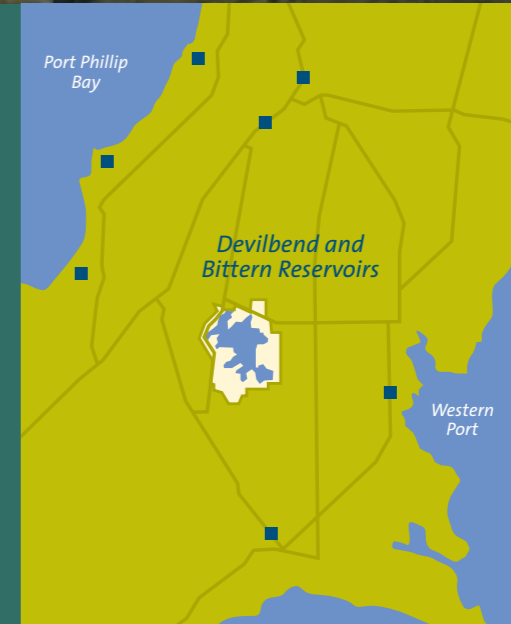 Port Phillip
Bay
Devilbend and
Bittern Reservoirs
Western
Port